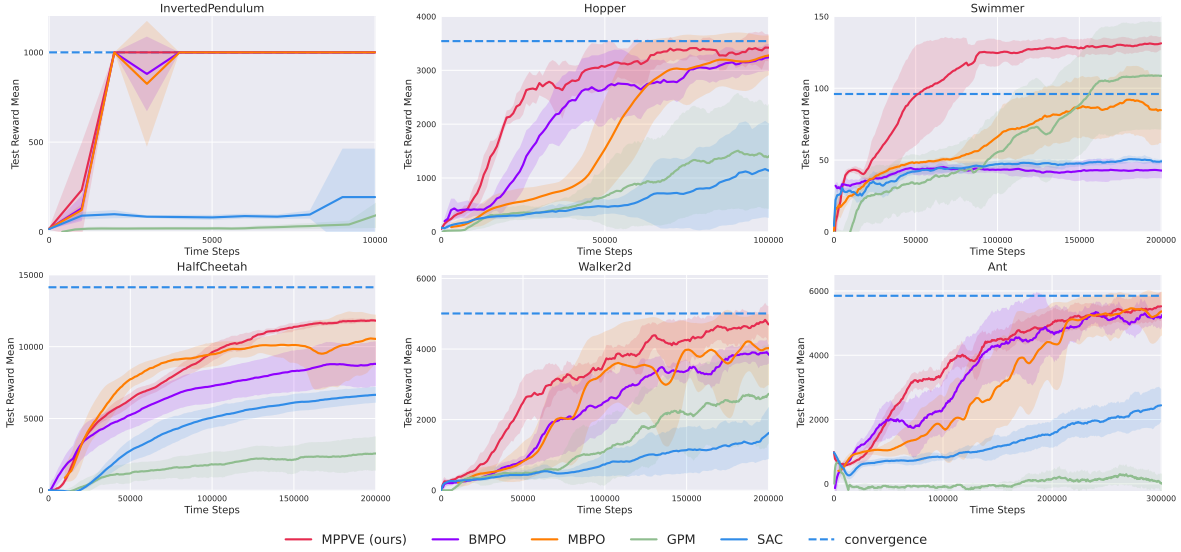 InvertedPendulum
Test Reward Mean
1000
500
0
0
5000
10000
Time Steps
Hopper
Test Reward Mean
4000
3000
2000
1000
0
0
50000
100000
Time Steps
Swimmer
Test Reward Mean
150
100
50
0
0
50000
100000
150000
200000
Time Steps
HalfCheetah
Test Reward Mean
15000
10000
5000
0
0
50000
100000
150000
200000
Time Steps
Walker2d
Test Reward Mean
6000
4000
2000
0
0
50000
100000
150000
200000
Time Steps
Ant
Test Reward Mean
6000
4000
2000
0
100000
200000
300000
0
Time Steps
MPPVE (ours) BMPO MBPO GPM SAC convergence